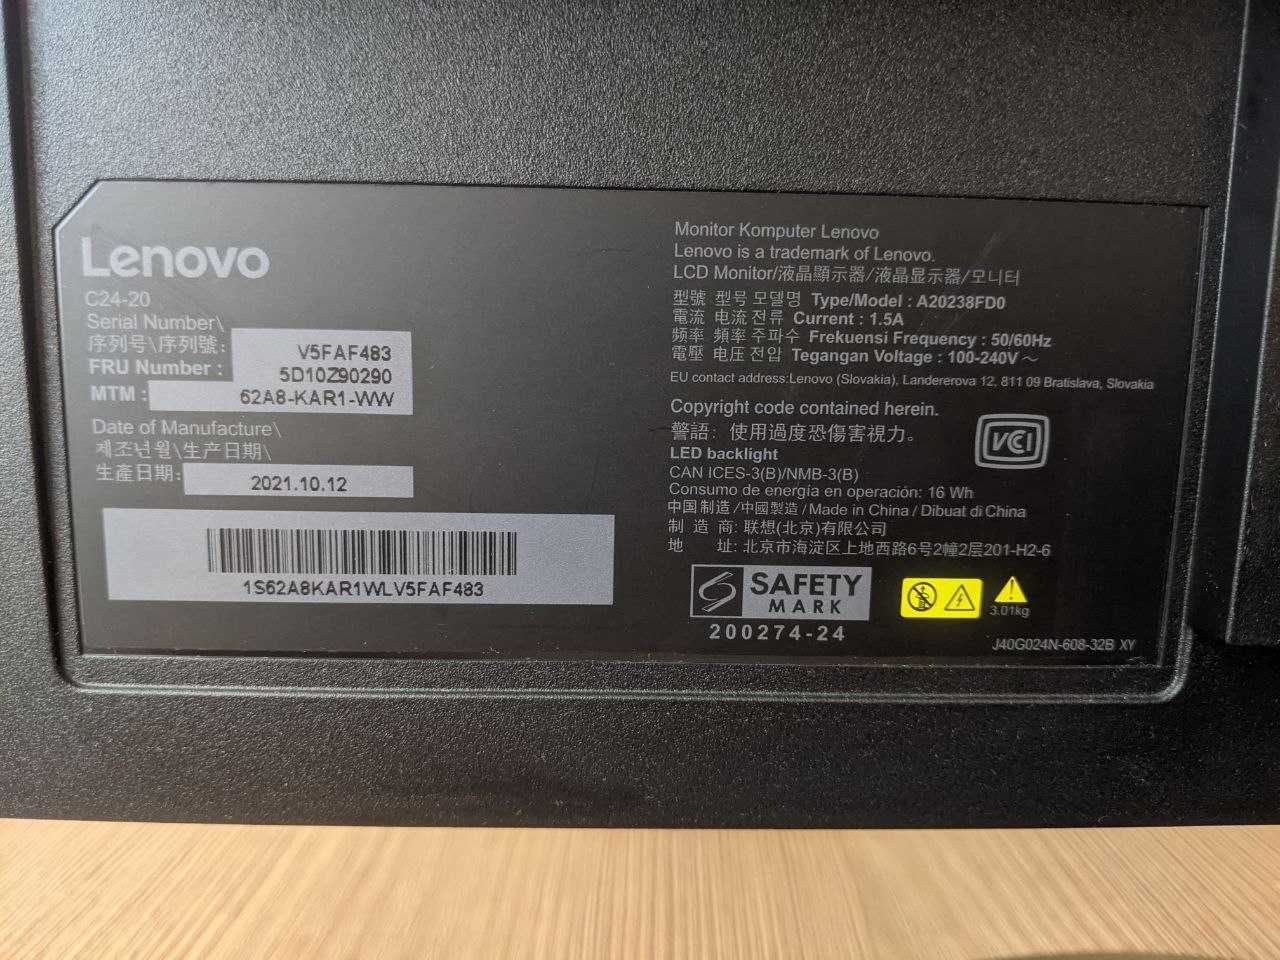 Lenovo
C24-20
Serial Number\
序列号\序列號: V5FAF483
FRU Number : 5D10Z90290
MTM : 62A8-KAR1-WW
Date of Manufacture\
제조년월\生产日期\
生產日期: 2021.10.12
1S62A8KAR1WLV5FAF483
Monitor Komputer Lenovo
Lenovo is a trademark of Lenovo.
LCD Monitor/液晶顯示器/液晶显示器/모니터
型號 型号 모델명 Type/Model : A20238FD0
電流 电流 전류 Current : 1.5A
频率 頻率 주파수 Frekuensi Frequency : 50/60Hz
電壓 电压 전압 Tegangan Voltage : 100-240V～
EU contact address:Lenovo (Slovakia), Landererova 12, 811 09 Bratislava, Slovakia
Copyright code contained herein.
警語: 使用過度恐傷害視力。
VCCI
LED backlight
CAN ICES-3(B)/NMB-3(B)
Consumo de energía en operación: 16 Wh
中国制造/中國製造/Made in China/Dibuat di China
制 造 商: 联想(北京)有限公司
地 址: 北京市海淀区上地西路6号2幢2层201-H2-6
SAFETY
MARK
200274-24
3.01kg
J40G024N-608-32B XY